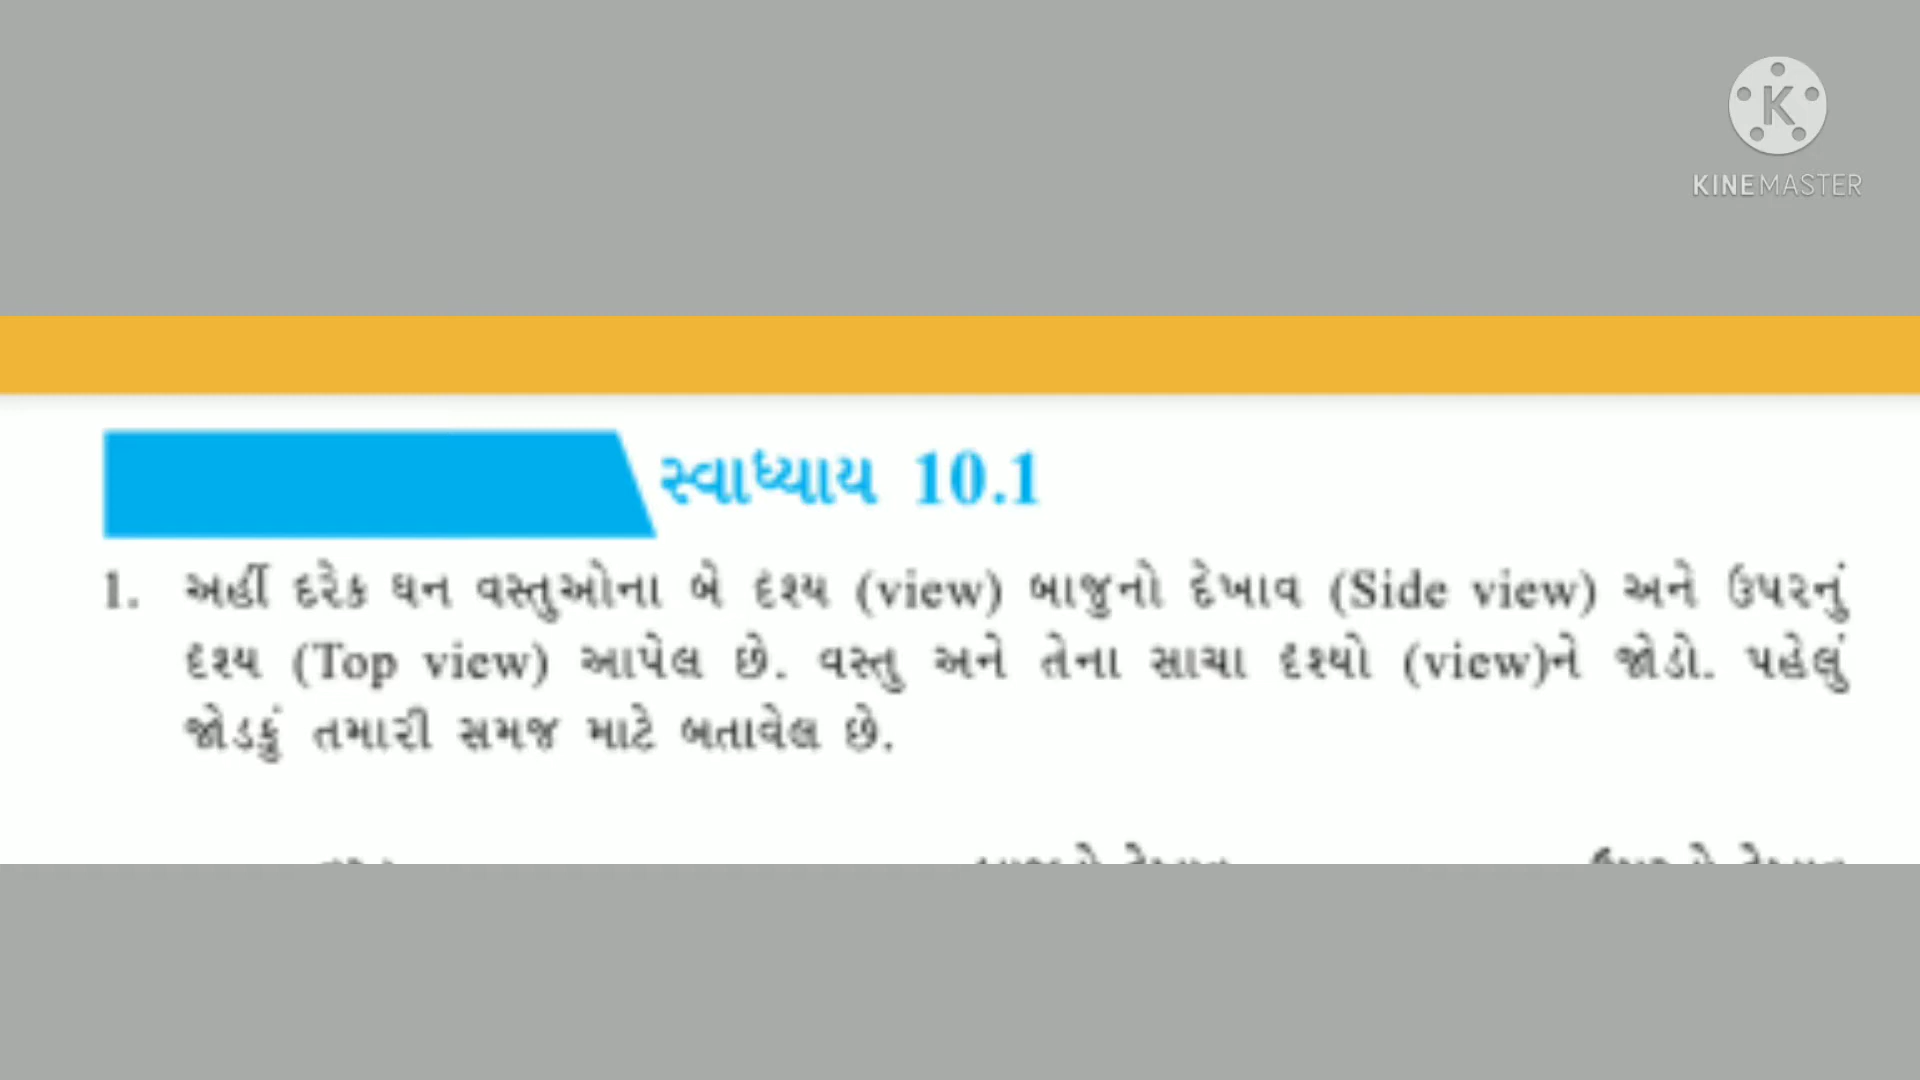 KINEMASTER
સ્વાધ્યાય 10.1
1. અહીં દરેક ઘન વસ્તુઓના બે દૃશ્ય (view) બાજુનો દેખાવ (Side view) અને ઉપરનું
દૃશ્ય (Top view) આપેલ છે. વસ્તુ અને તેના સાચા દૃશ્યો (view)ને જોડો. પહેલું
જોડકું તમારી સમજ માટે બતાવેલ છે.